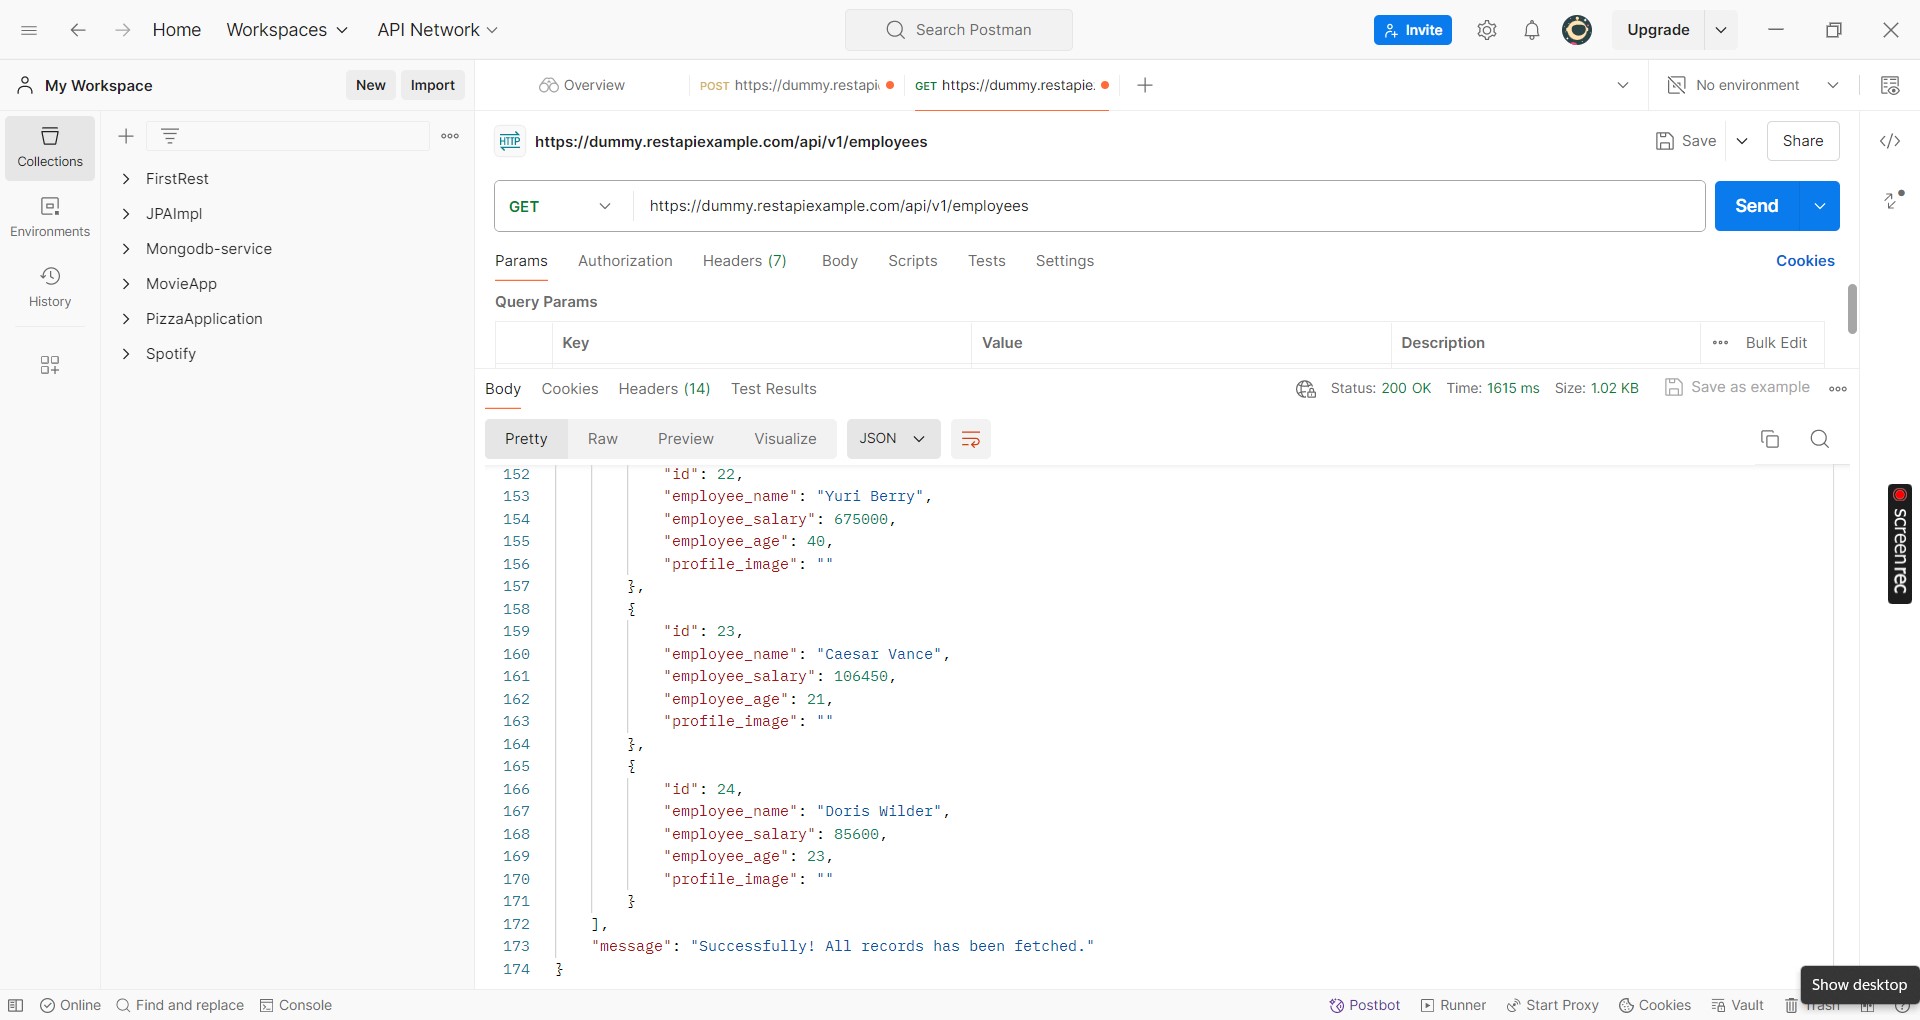 Home Workspaces API Network Search Postman Invite Upgrade
My Workspace New Import Overview POST https://dummy.restapi GET https://dummy.restapie. No environment
Collections
Environments
History
FirstRest
JPAImpl
Mongodb-service
MovieApp
PizzaApplication
Spotify
HTTP https://dummy.restapiexample.com/api/v1/employees Save Share
GET https://dummy.restapiexample.com/api/v1/employees Send
Params Authorization Headers (7) Body Scripts Tests Settings Cookies
Query Params
Key Value Description Bulk Edit
Body Cookies Headers (14) Test Results Status: 200 OK Time: 1615 ms Size: 1.02 KB Save as example
Pretty Raw Preview Visualize JSON
152 "id": 22,
153 "employee_name": "Yuri Berry",
154 "employee_salary": 675000,
155 "employee_age": 40,
156 "profile_image": ""
157 },
158 {
159 "id": 23,
160 "employee_name": "Caesar Vance",
161 "employee_salary": 106450,
162 "employee_age": 21,
163 "profile_image": ""
164 },
165 {
166 "id": 24,
167 "employee_name": "Doris Wilder",
168 "employee_salary": 85600,
169 "employee_age": 23,
170 "profile_image": ""
171 }
172 ],
173 "message": "Successfully! All records has been fetched."
174 }
screenrec
Show desktop
Online Find and replace Console Postbot Runner Start Proxy Cookies Vault Trash